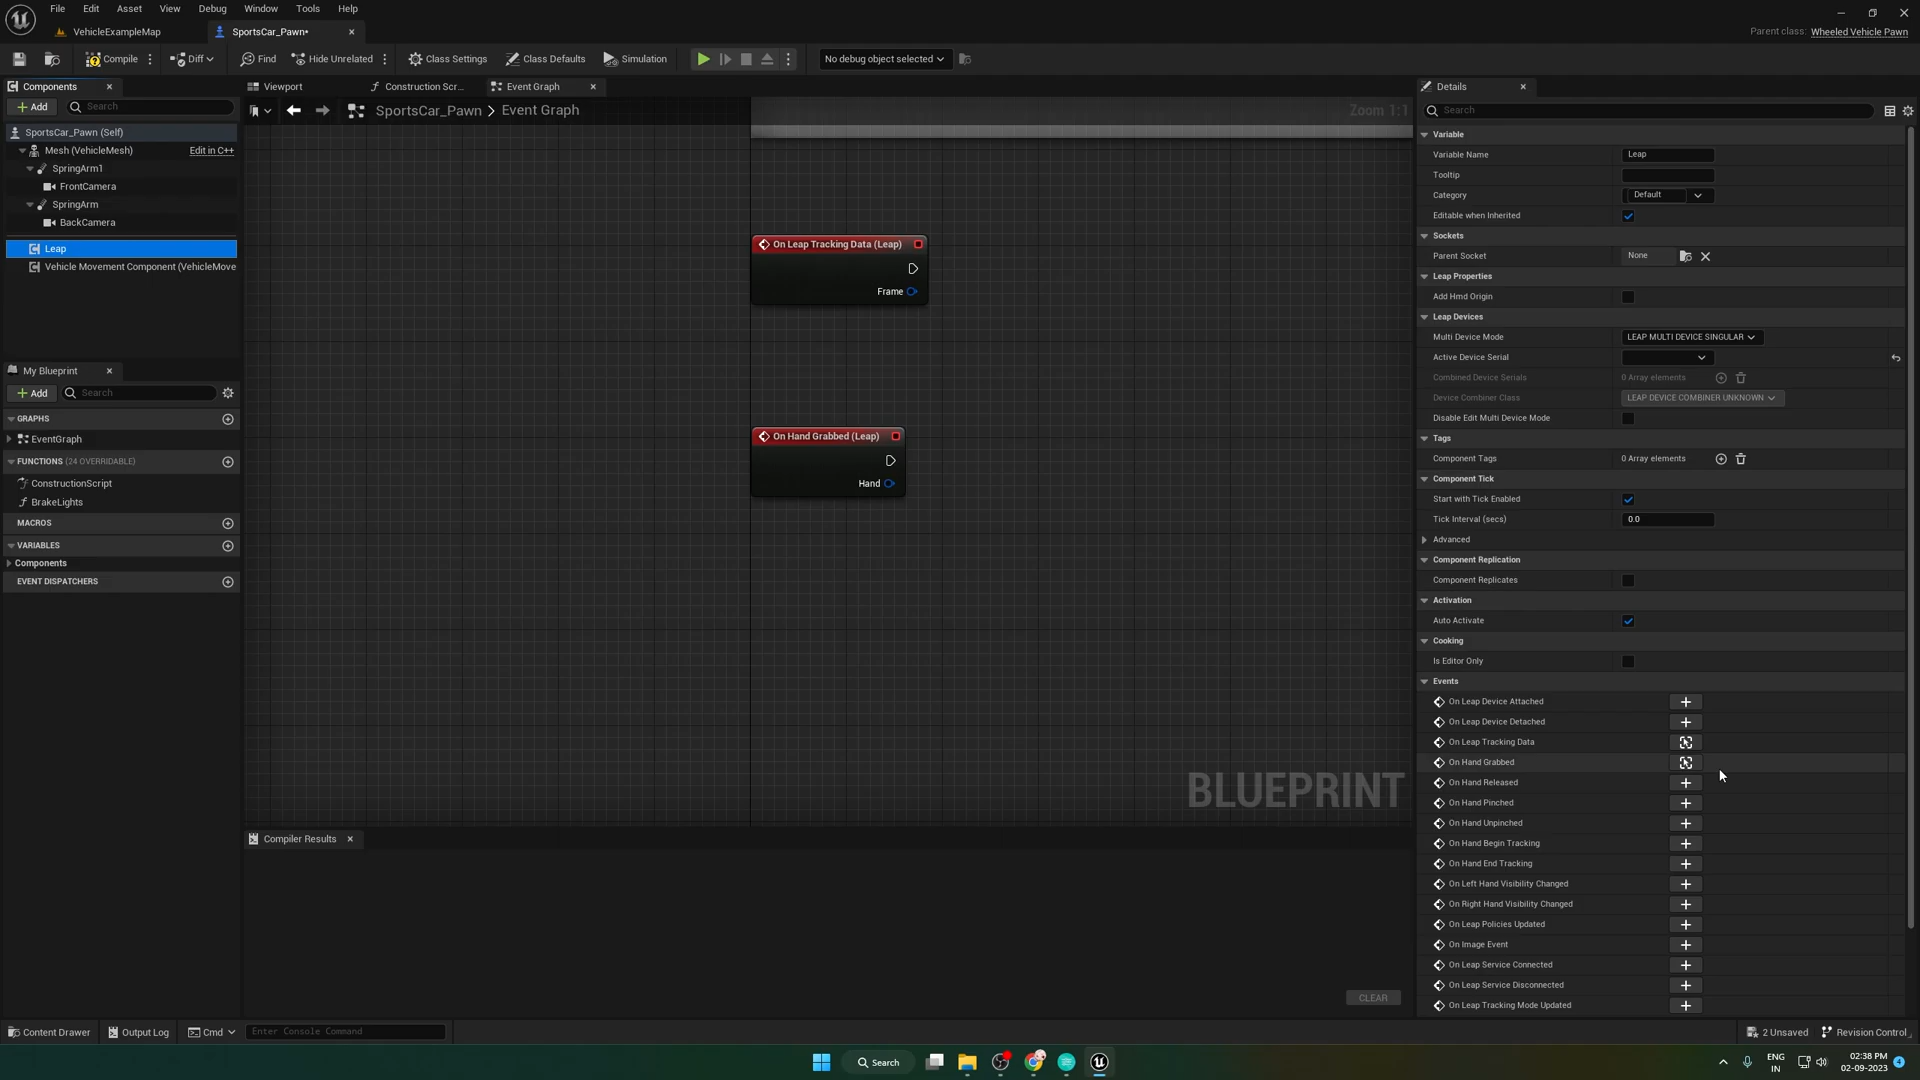 File Edit Asset View Debug Window Tools Help
VehicleExampleMap SportsCar_Pawn•
Parent class: Wheeled Vehicle Pawn
Compile Diff Find Hide Unrelated Class Settings Class Defaults Simulation No debug object selected
Components
Add Search
SportsCar_Pawn (Self)
Mesh (VehicleMesh) Edit in C++
SpringArm1
FrontCamera
SpringArm
BackCamera
Leap
Vehicle Movement Component (VehicleMove
My Blueprint
Add Search
GRAPHS
EventGraph
FUNCTIONS (24 OVERRIDABLE)
ConstructionScript
BrakeLights
MACROS
VARIABLES
Components
EVENT DISPATCHERS
Viewport Construction Scr... Event Graph
SportsCar_Pawn > Event Graph Zoom 1:1
On Leap Tracking Data (Leap)
Frame
On Hand Grabbed (Leap)
Hand
BLUEPRINT
Compiler Results
CLEAR
Details
Search
Variable
Variable Name Leap
Tooltip
Category Default
Editable when Inherited
Sockets
Parent Socket None
Leap Properties
Add Hmd Origin
Leap Devices
Multi Device Mode LEAP MULTI DEVICE SINGULAR
Active Device Serial
Combined Device Serials 0 Array elements
Device Combiner Class LEAP DEVICE COMBINER UNKNOWN
Disable Edit Multi Device Mode
Tags
Component Tags 0 Array elements
Component Tick
Start with Tick Enabled
Tick Interval (secs) 0.0
Advanced
Component Replication
Component Replicates
Activation
Auto Activate
Cooking
Is Editor Only
Events
On Leap Device Attached
On Leap Device Detached
On Leap Tracking Data
On Hand Grabbed
On Hand Released
On Hand Pinched
On Hand Unpinched
On Hand Begin Tracking
On Hand End Tracking
On Left Hand Visibility Changed
On Right Hand Visibility Changed
On Leap Policies Updated
On Image Event
On Leap Service Connected
On Leap Service Disconnected
On Leap Tracking Mode Updated
Content Drawer Output Log Cmd Enter Console Command 2 Unsaved Revision Control
Search
ENG
IN
02:38 PM
02-09-2023
4